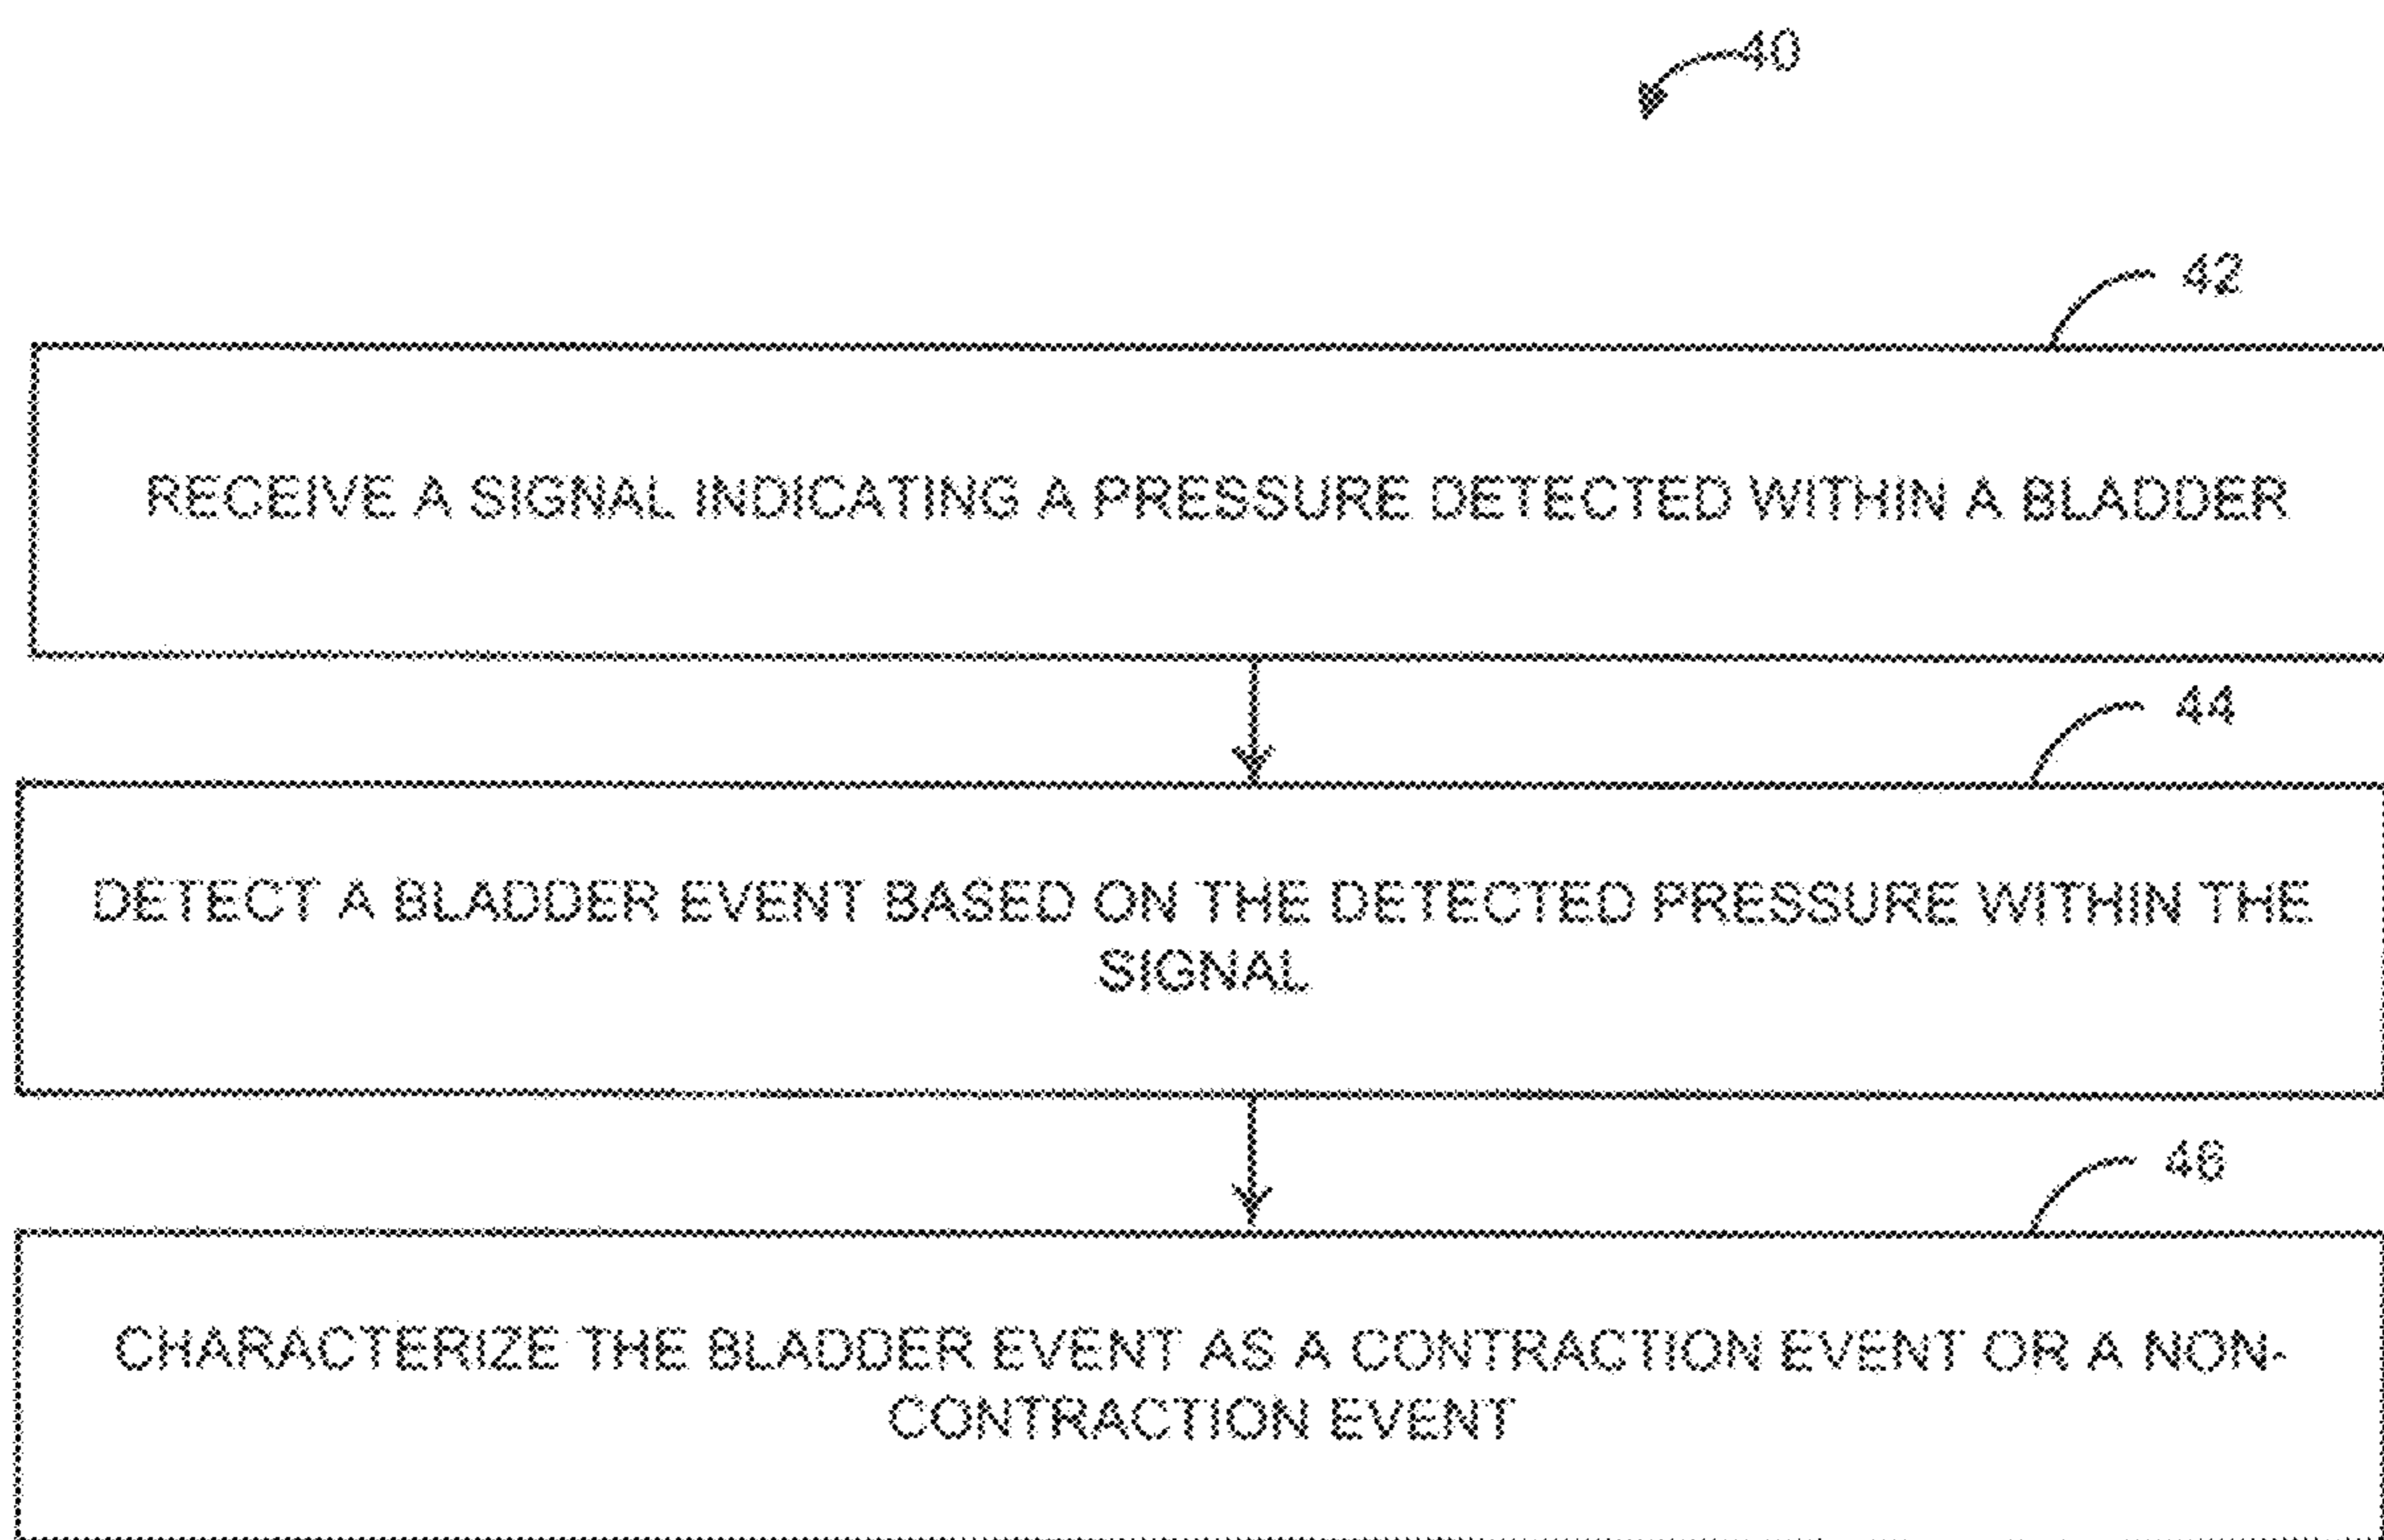 40
42
RECEIVE A SIGNAL INDICATING A PRESSURE DETECTED WITHIN A BLADDER
44
DETECT A BLADDER EVENT BASED ON THE DETECTED PRESSURE WITHIN THE
SIGNAL
46
CHARACTERIZE THE BLADDER EVENT AS A CONTRACTION EVENT OR A NON-
CONTRACTION EVENT